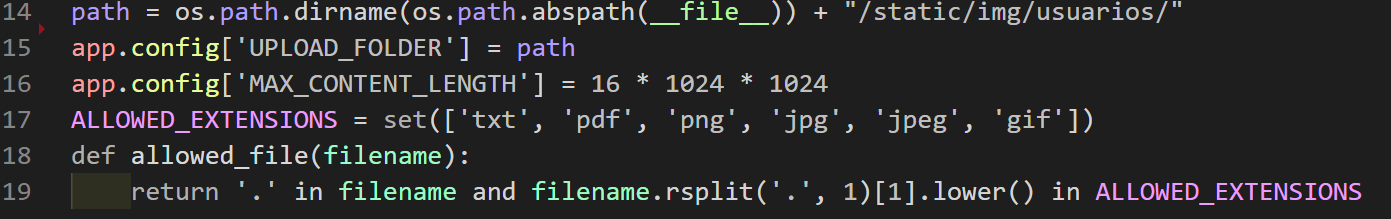 14 path = os.path.dirname(os.path.abspath(__file__)) + "/static/img/usuarios/"
15 app.config['UPLOAD_FOLDER'] = path
16 app.config['MAX_CONTENT_LENGTH'] = 16 * 1024 * 1024
17 ALLOWED_EXTENSIONS = set(['txt', 'pdf', 'png', 'jpg', 'jpeg', 'gif'])
18 def allowed_file(filename):
19     return '.' in filename and filename.rsplit('.', 1)[1].lower() in ALLOWED_EXTENSIONS